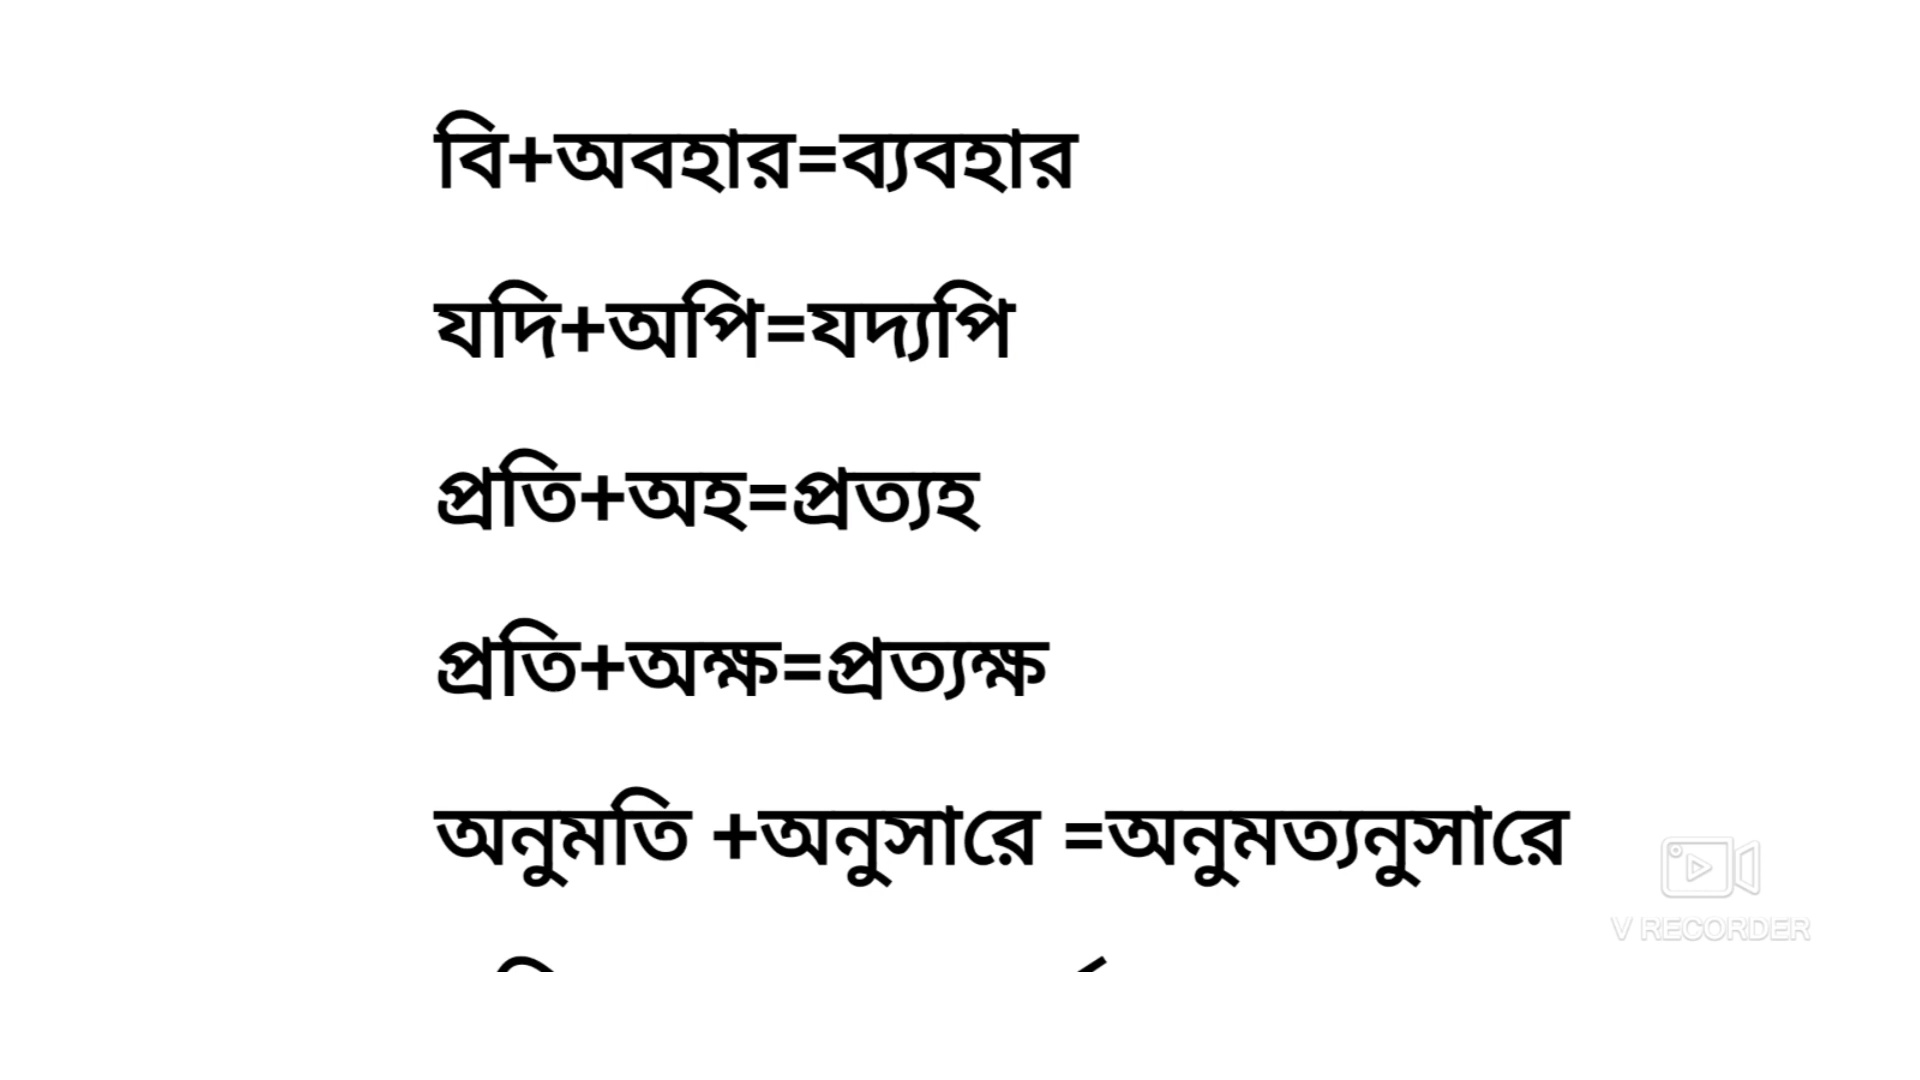 বি+অবহার=ব্যবহার
যদি+অপি=যদ্যপি
প্রতি+অহ=প্রত্যহ
প্রতি+অক্ষ=প্রত্যক্ষ
অনুমতি +অনুসারে =অনুমত্যনুসারে
V RECORDER